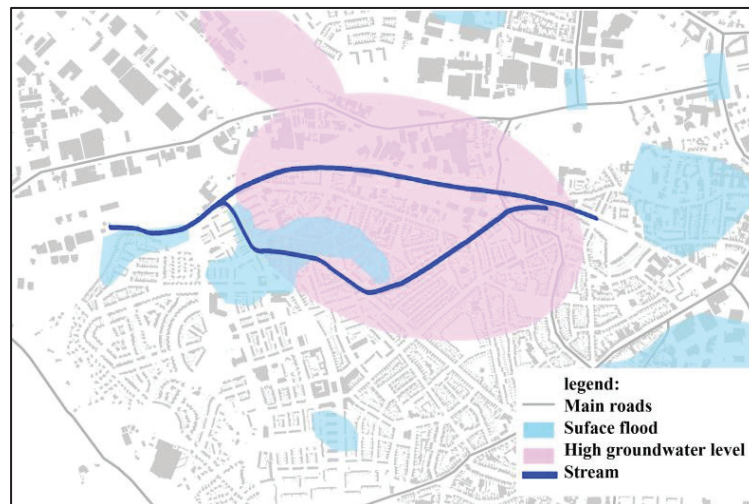 legend:
Main roads
Suface flood
High groundwater level
Stream